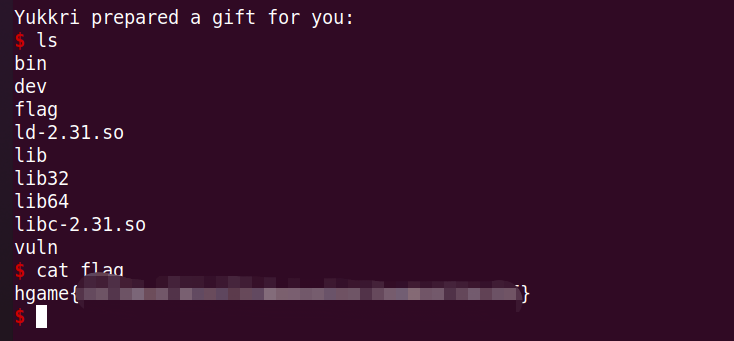 Yukkri prepared a gift for you:
$ ls
bin
dev
flag
ld-2.31.so
lib
lib32
lib64
libc-2.31.so
vuln
$ cat flag
hgame{}
$